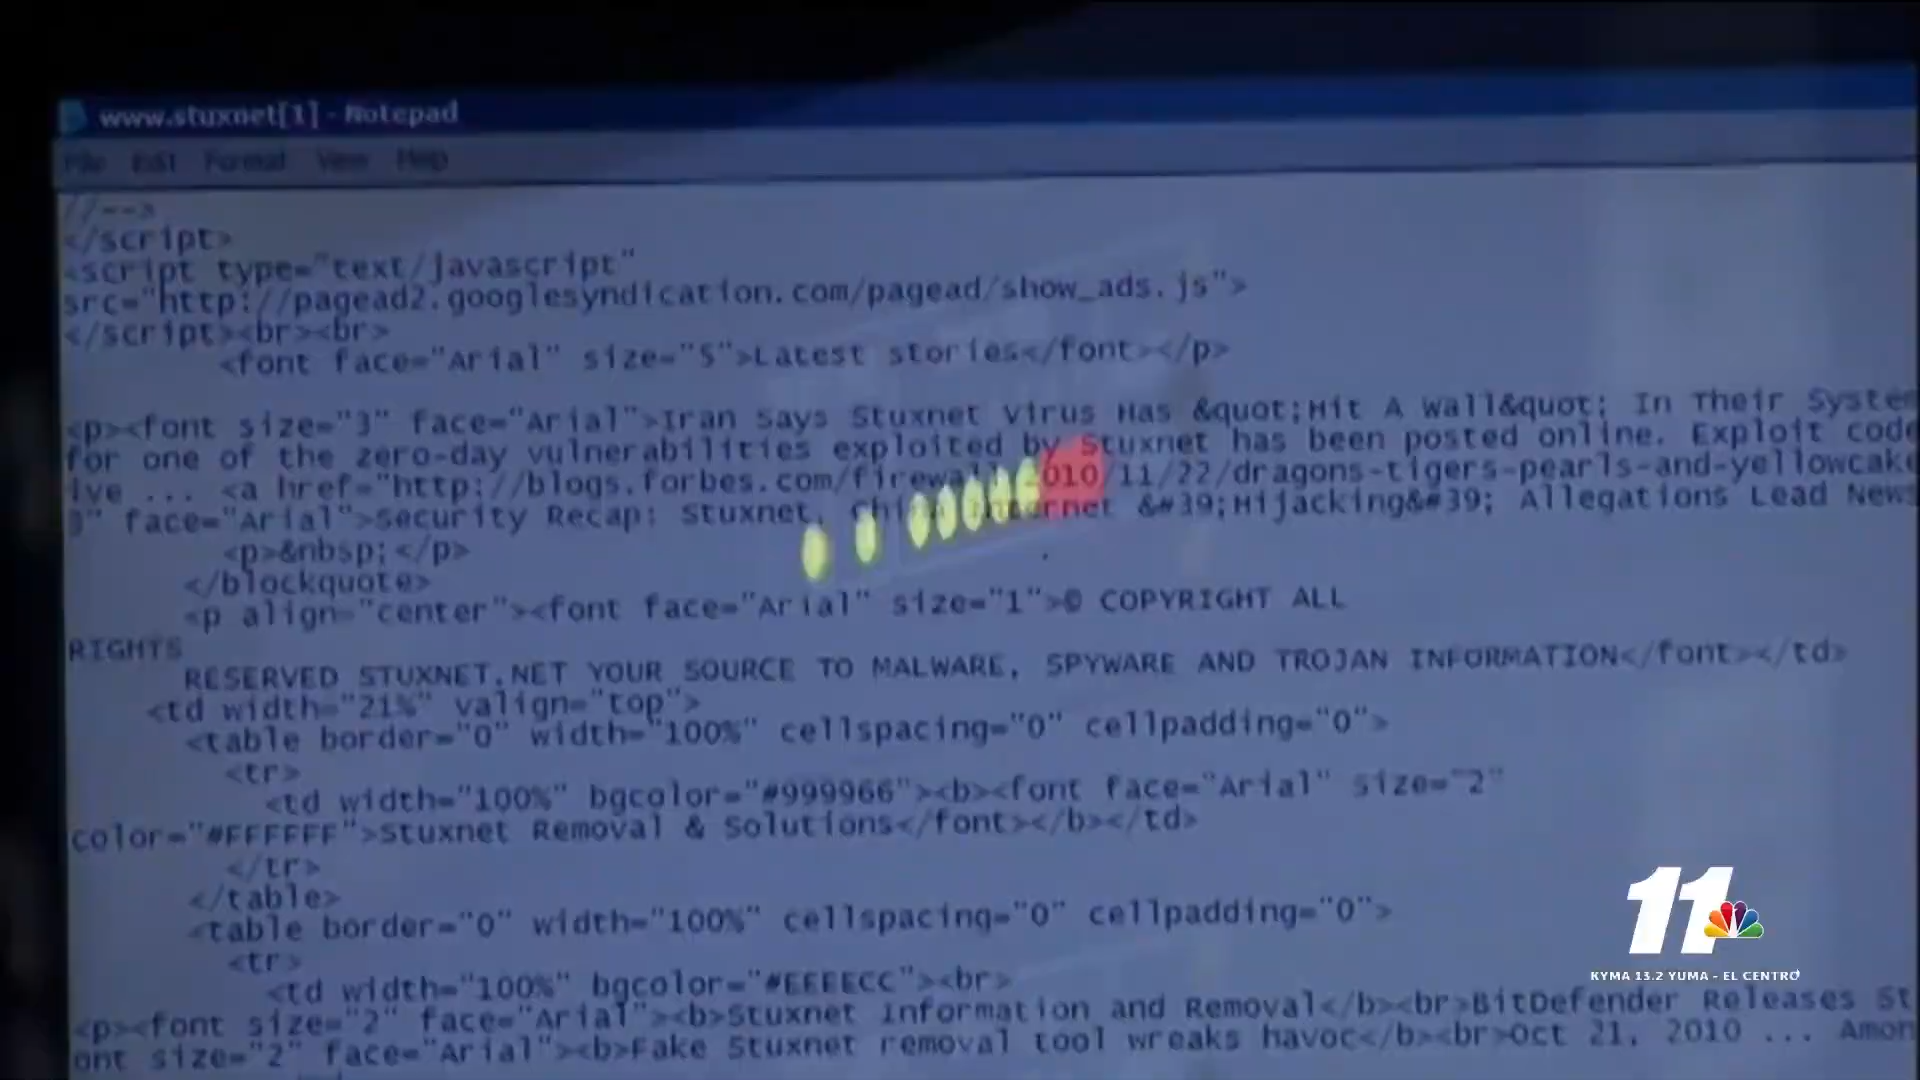 www.stuxnet[1] - Notepad
File Edit Format View Help
//-->
</script>
<script type="text/javascript"
src="http://pagead2.googlesyndication.com/pagead/show_ads.js">
</script><br><br>
<font face="Arial" size="5">Latest stories</font></p>
<p><font size="3" face="Arial">Iran Says Stuxnet Virus Has &quot;Hit A Wall&quot; In Their
for one of the zero-day vulnerabilities exploited by Stuxnet has been posted online. Exploit code
ive ... <a href="http://blogs.forbes.com/firewall/2010/11/22/dragons-tigers-pearls-and-yellowcake
3" face="Arial">Security Recap: Stuxnet, China Internet &#39;Hijacking&#39; Allegations Lead News
<p>&nbsp;</p>
</blockquote>
<p align="center"><font face="Arial" size="1">© COPYRIGHT ALL
RIGHTS
RESERVED STUXNET.NET YOUR SOURCE TO MALWARE, SPYWARE AND TROJAN INFORMATION</font></td>
<td width="21%" valign="top">
<table border="0" width="100%" cellspacing="0" cellpadding="0">
<tr>
<td width="100%" bgcolor="#999966"><b><font face="Arial" size="2"
color="#FFFFFF">Stuxnet Removal & Solutions</font></b></td>
</tr>
</table>
<table border="0" width="100%" cellspacing="0" cellpadding="0">
<tr>
<td width="100%" bgcolor="#EEEECC"><br>
<p><font size="2" face="Arial"><b>Stuxnet Information and Removal</b><br>BitDefender Releases St
ont size="2" face="Arial"><b>Fake Stuxnet removal tool wreaks havoc</b><br>Oct 21, 2010 ... Amon
11
KYMA 13.2 YUMA - EL CENTRO